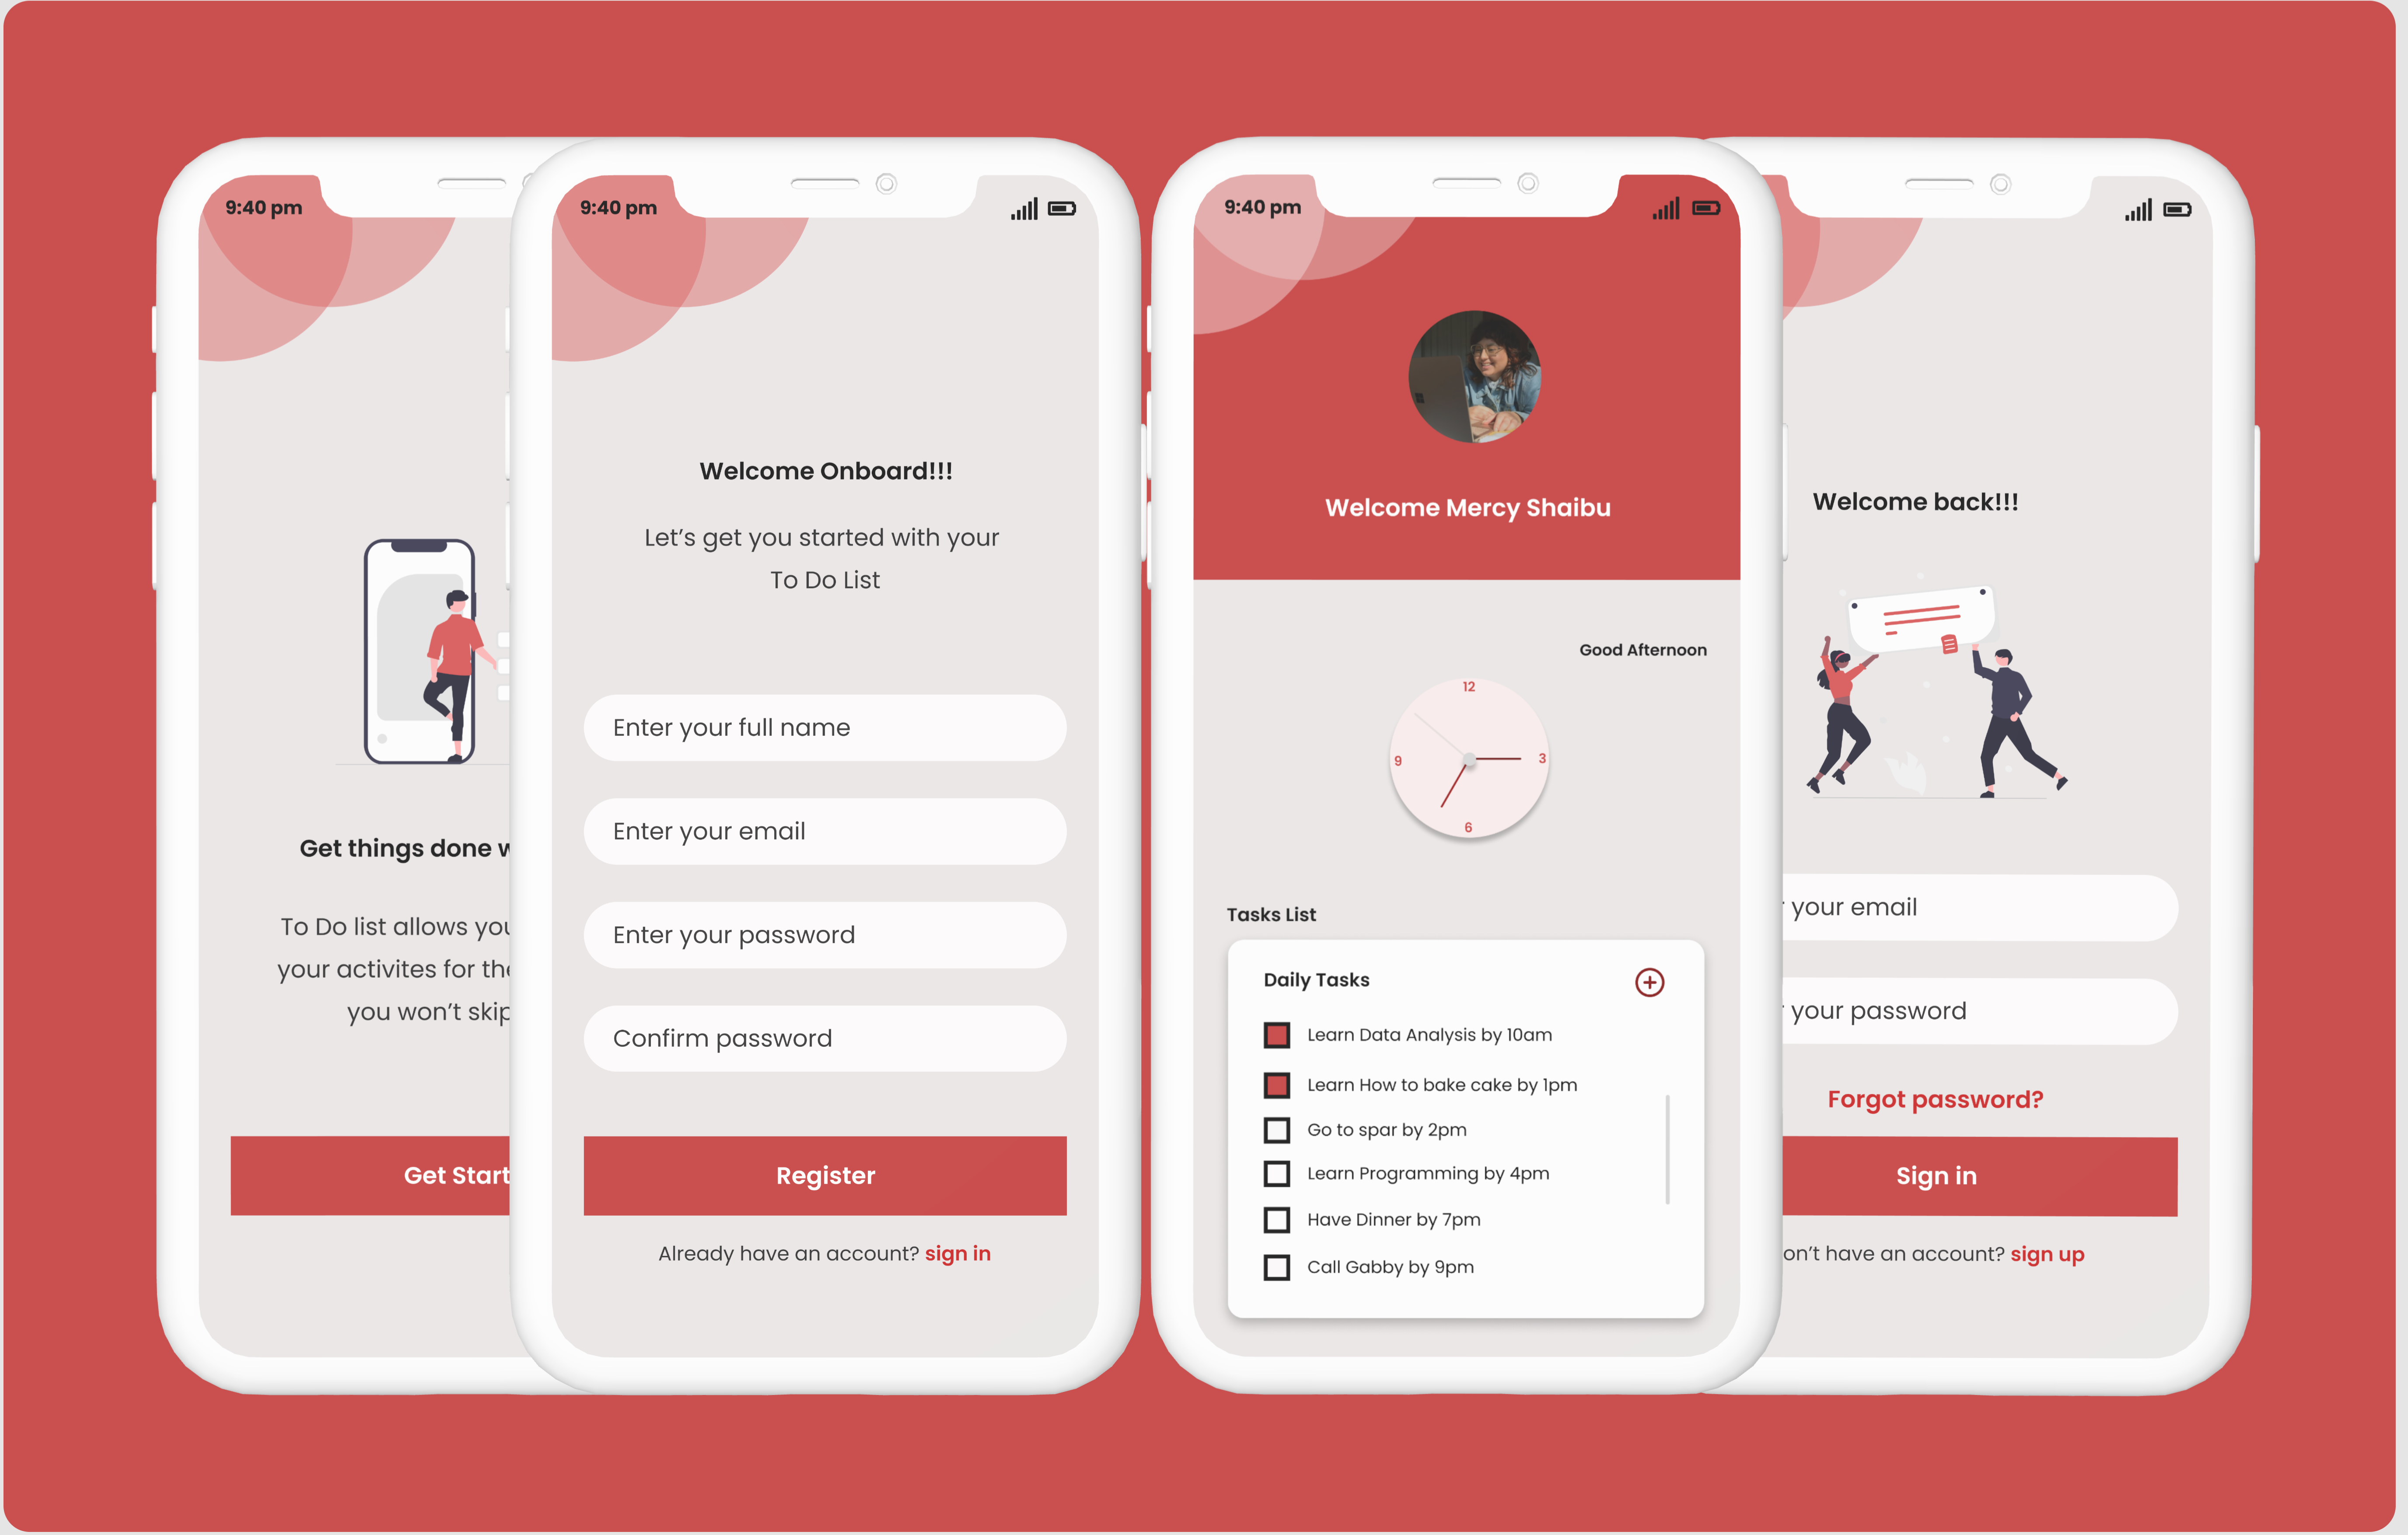 9:40 pm
Get things done
To Do list allows you
your activites for the
you won't skip
Get Start
9:40 pm
Welcome Onboard!!!
Let's get you started with your
To Do List
Enter your full name
Enter your email
Enter your password
Confirm password
Register
Already have an account? sign in
9:40 pm
Welcome Mercy Shaibu
Good Afternoon
12
9
3
6
Tasks List
Daily Tasks
Learn Data Analysis by 10am
Learn How to bake cake by 1pm
Go to spar by 2pm
Learn Programming by 4pm
Have Dinner by 7pm
Call Gabby by 9pm
Welcome back!!!
your email
your password
Forgot password?
Sign in
on't have an account? sign up